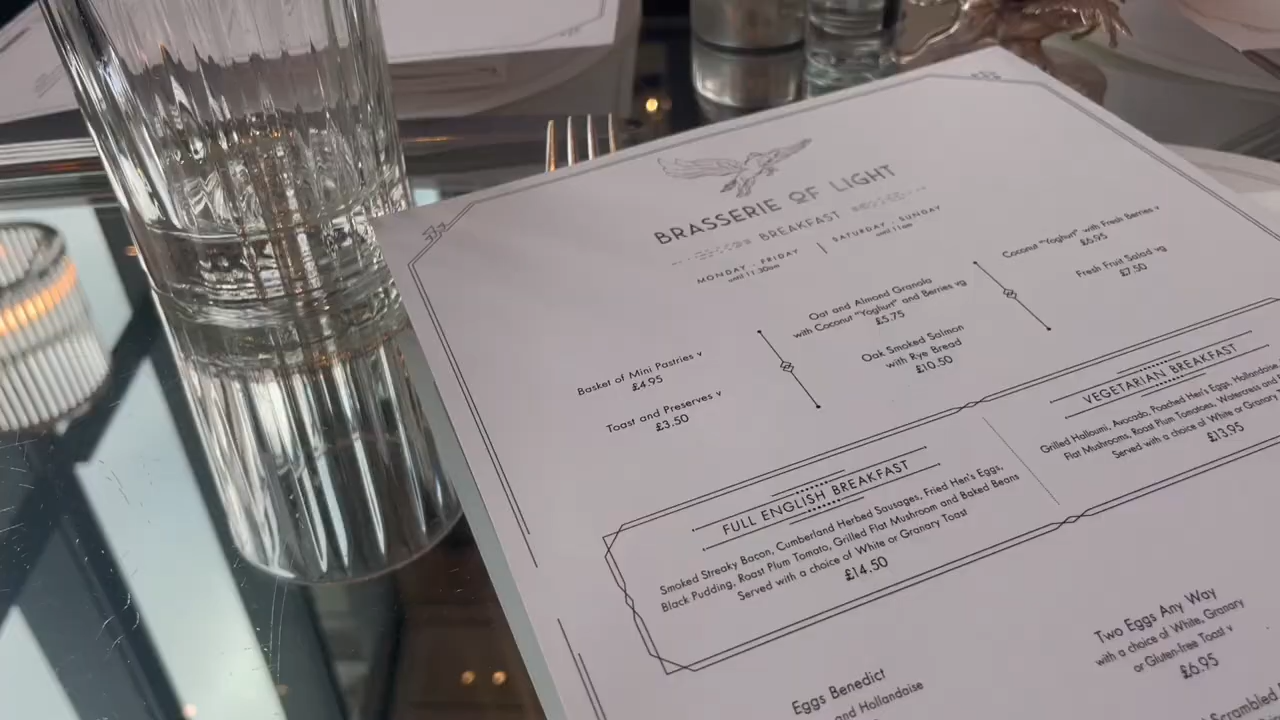 BRASSERIE OF LIGHT
BREAKFAST
MONDAY - FRIDAY
until 11.30am
SATURDAY - SUNDAY
until 11am
Basket of Mini Pastries v
£4.95
Toast and Preserves v
£3.50
Oat and Almond Granola
with Coconut "Yoghurt" and Berries vg
£5.75
Oak Smoked Salmon
with Rye Bread
£10.50
Coconut "Yoghurt" with Fresh Berries v
£6.95
Fresh Fruit Salad vg
£7.50
FULL ENGLISH BREAKFAST
Smoked Streaky Bacon, Cumberland Herbed Sausages, Fried Hen's Eggs,
Black Pudding, Roast Plum Tomato, Grilled Flat Mushroom and Baked Beans
Served with a choice of White or Granary Toast
£14.50
VEGETARIAN BREAKFAST
Grilled Halloumi, Avocado, Poached Hen's Eggs, Hollandaise,
Flat Mushrooms, Roast Plum Tomatoes, Watercress and
Served with a choice of White or Granary
£13.95
Eggs Benedict
and Hollandaise
Two Eggs Any Way
with a choice of White, Granary
or Gluten-free Toast v
£6.95
Scrambled